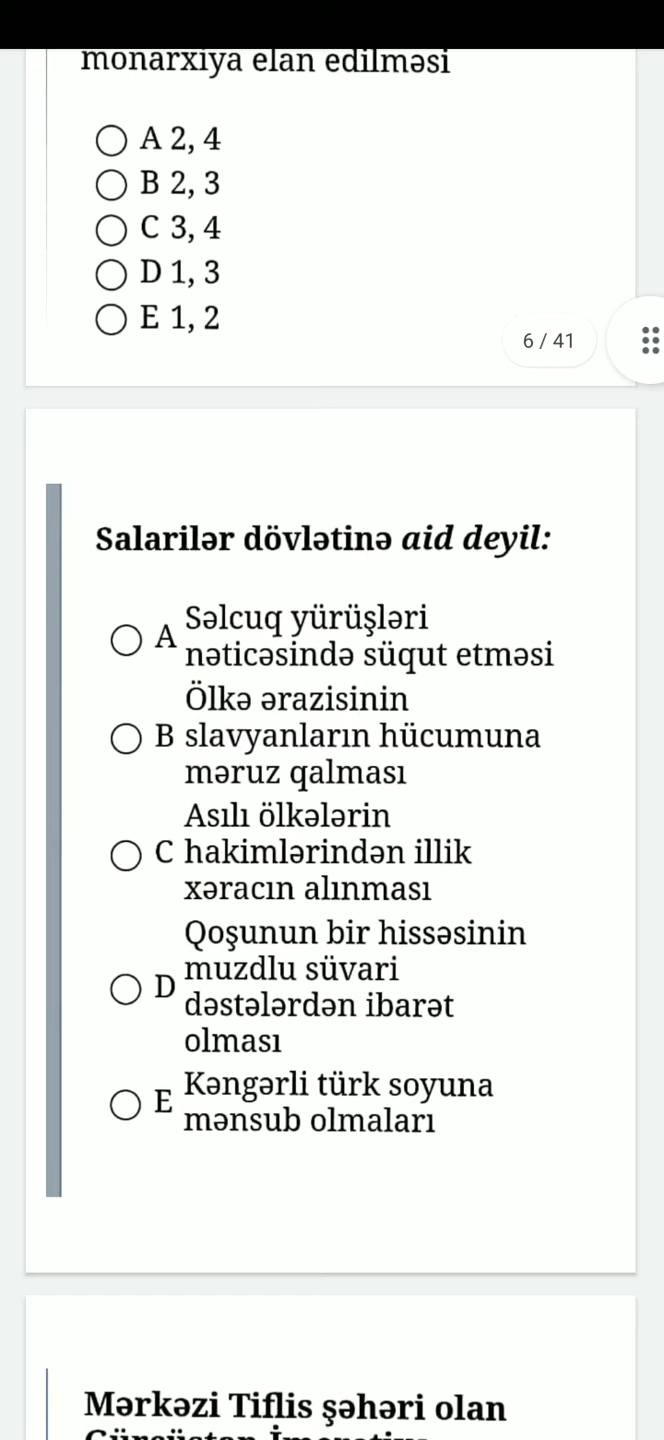 monarxiya elan edilməsi
A 2, 4
B 2, 3
C 3, 4
D 1, 3
E 1, 2
6 / 41
Salarilər dövlətinə aid deyil:
A Səlcuq yürüşləri
nəticəsində süqut etməsi
Ölkə ərazisinin
B slavyanların hücumuna
məruz qalması
Asılı ölkələrin
C hakimlərindən illik
xəracın alınması
Qoşunun bir hissəsinin
D muzdlu süvari
dəstələrdən ibarət
olması
E Kəngərli türk soyuna
mənsub olmaları
Mərkəzi Tiflis şəhəri olan